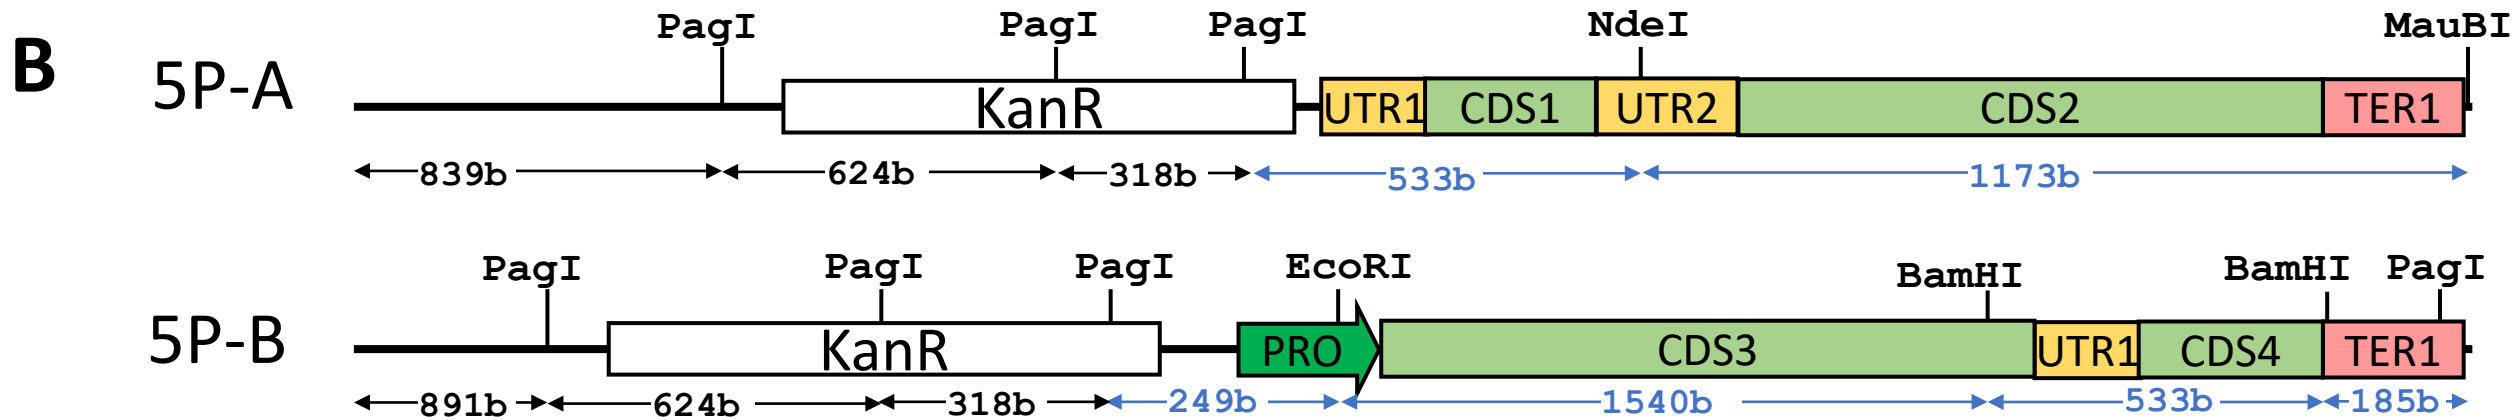 B
5P-A
PagI PagI PagI NdeI MauBI
KanR UTR1 CDS1 UTR2 CDS2 TER1
839b 624b 318b 533b 1173b
5P-B
PagI PagI PagI EcoRI BamHI BamHI PagI
KanR PRO CDS3 UTR1 CDS4 TER1
891b 624b 318b 249b 1540b 533b 185b